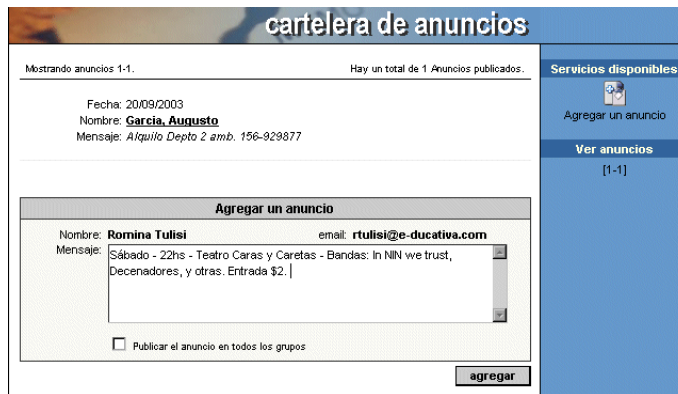 cartelera de anuncios
Mostrando anuncios 1-1.
Hay un total de 1 Anuncios publicados.
Fecha: 20/09/2003
Nombre: Garcia, Augusto
Mensaje: Alquilo Depto 2 amb. 156-929877
Agregar un anuncio
Nombre: Romina Tulisi
email: rtulisi@e-ducativa.com
Mensaje:
Sábado - 22hs - Teatro Caras y Caretas - Bandas: In NIN we trust,
Decenadores, y otras. Entrada $2.
Publicar el anuncio en todos los grupos
agregar
Servicios disponibles
Agregar un anuncio
Ver anuncios
[1-1]